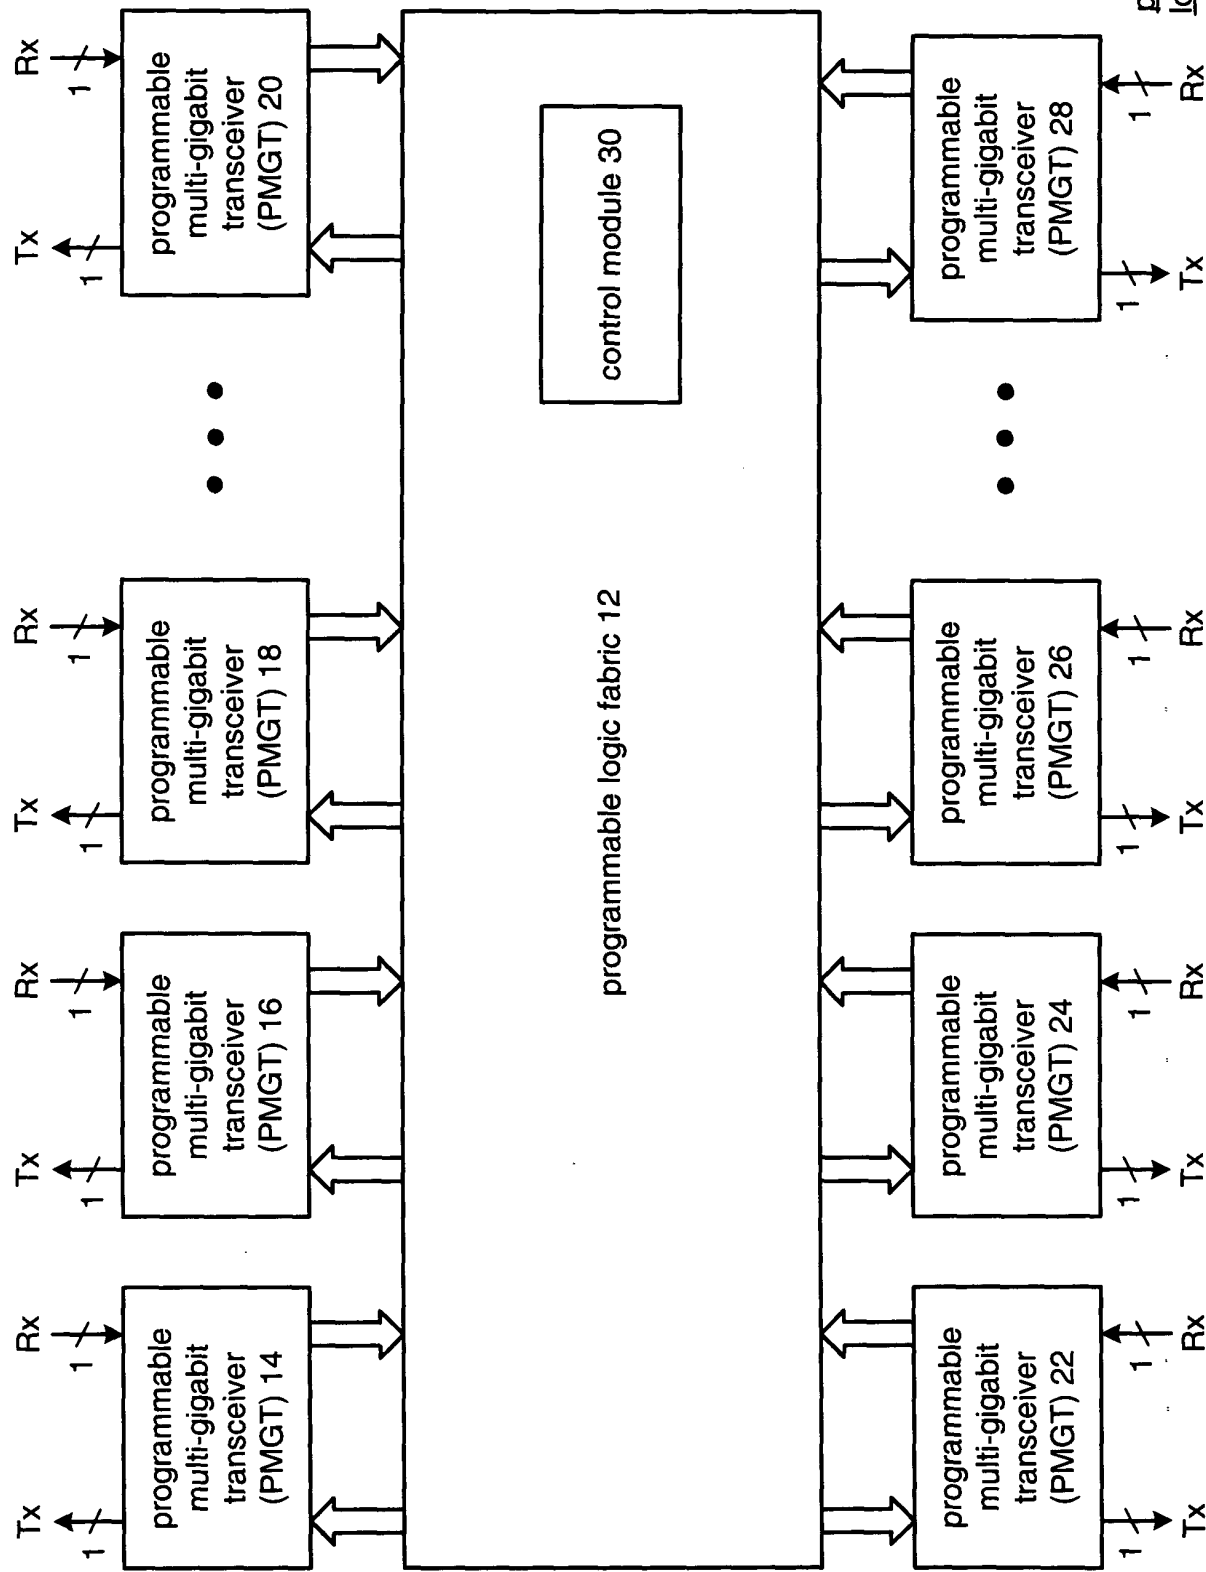 Tx Rx Tx Rx Tx Rx Tx Rx
1 1 1 1 1 1 1 1
programmable
multi-gigabit
transceiver
(PMGT) 14
programmable
multi-gigabit
transceiver
(PMGT) 16
programmable
multi-gigabit
transceiver
(PMGT) 18
programmable
multi-gigabit
transceiver
(PMGT) 20
programmable logic fabric 12
control module 30
programmable
multi-gigabit
transceiver
(PMGT) 22
programmable
multi-gigabit
transceiver
(PMGT) 24
programmable
multi-gigabit
transceiver
(PMGT) 26
programmable
multi-gigabit
transceiver
(PMGT) 28
1 1 1 1 1 1 1 1
Tx Rx Tx Rx Tx Rx Tx Rx